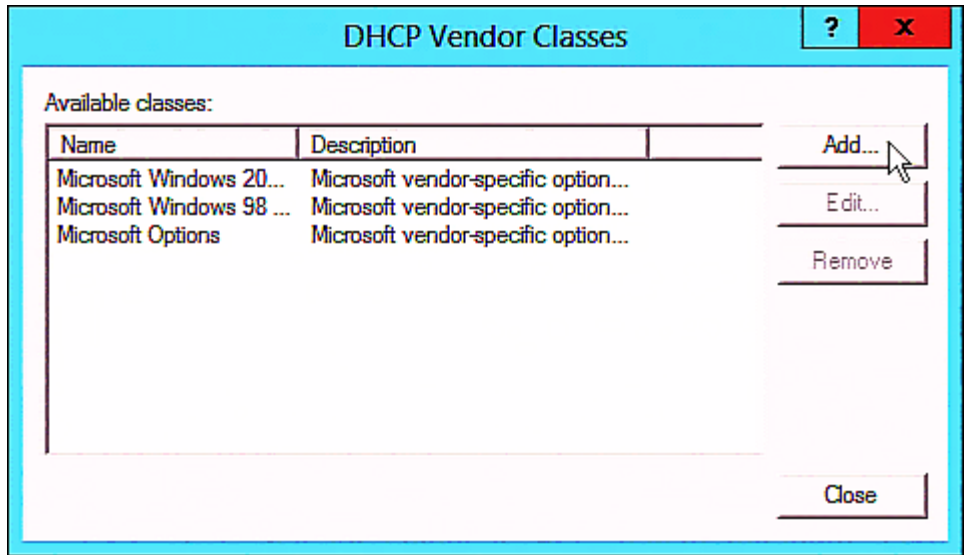 DHCP Vendor Classes
? x
Available classes:
Name Description
Microsoft Windows 20... Microsoft vendor-specific option...
Microsoft Windows 98 ... Microsoft vendor-specific option...
Microsoft Options Microsoft vendor-specific option...
Add...
Edit...
Remove
Close